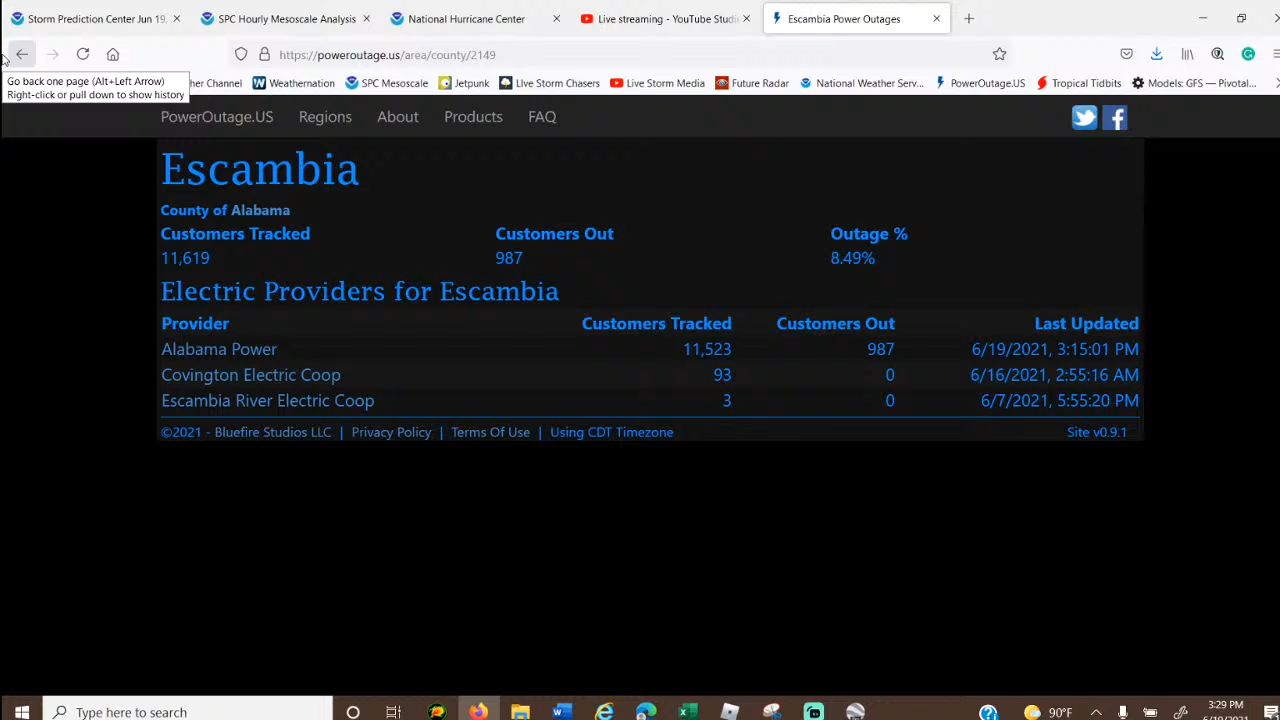 Storm Prediction Center Jun 19,
SPC Hourly Mesoscale Analysis
National Hurricane Center
Live streaming - YouTube Studi
Escambia Power Outages
https://poweroutage.us/area/county/2149
Go back one page (Alt+Left Arrow)
Right-click or pull down to show history
her Channel
Weathernation
SPC Mesoscale
Jetpunk
Live Storm Chasers
Live Storm Media
Future Radar
National Weather Serv...
PowerOutage.US
Tropical Tidbits
Models: GFS — Pivotal...
PowerOutage.US Regions About Products FAQ
Escambia
County of Alabama
Customers Tracked Customers Out Outage %
11,619 987 8.49%
Electric Providers for Escambia
Provider Customers Tracked Customers Out Last Updated
Alabama Power 11,523 987 6/19/2021, 3:15:01 PM
Covington Electric Coop 93 0 6/16/2021, 2:55:16 AM
Escambia River Electric Coop 3 0 6/7/2021, 5:55:20 PM
©2021 - Bluefire Studios LLC | Privacy Policy | Terms Of Use | Using CDT Timezone Site v0.9.1
Type here to search
90°F
3:29 PM